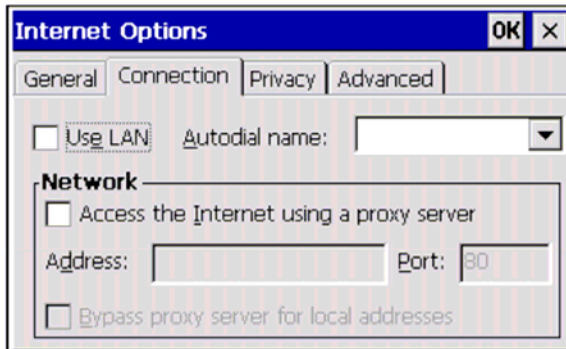 Internet Options OK ×
General Connection Privacy Advanced
Use LAN Autodial name:
Network
Access the Internet using a proxy server
Address: Port: 80
Bypass proxy server for local addresses